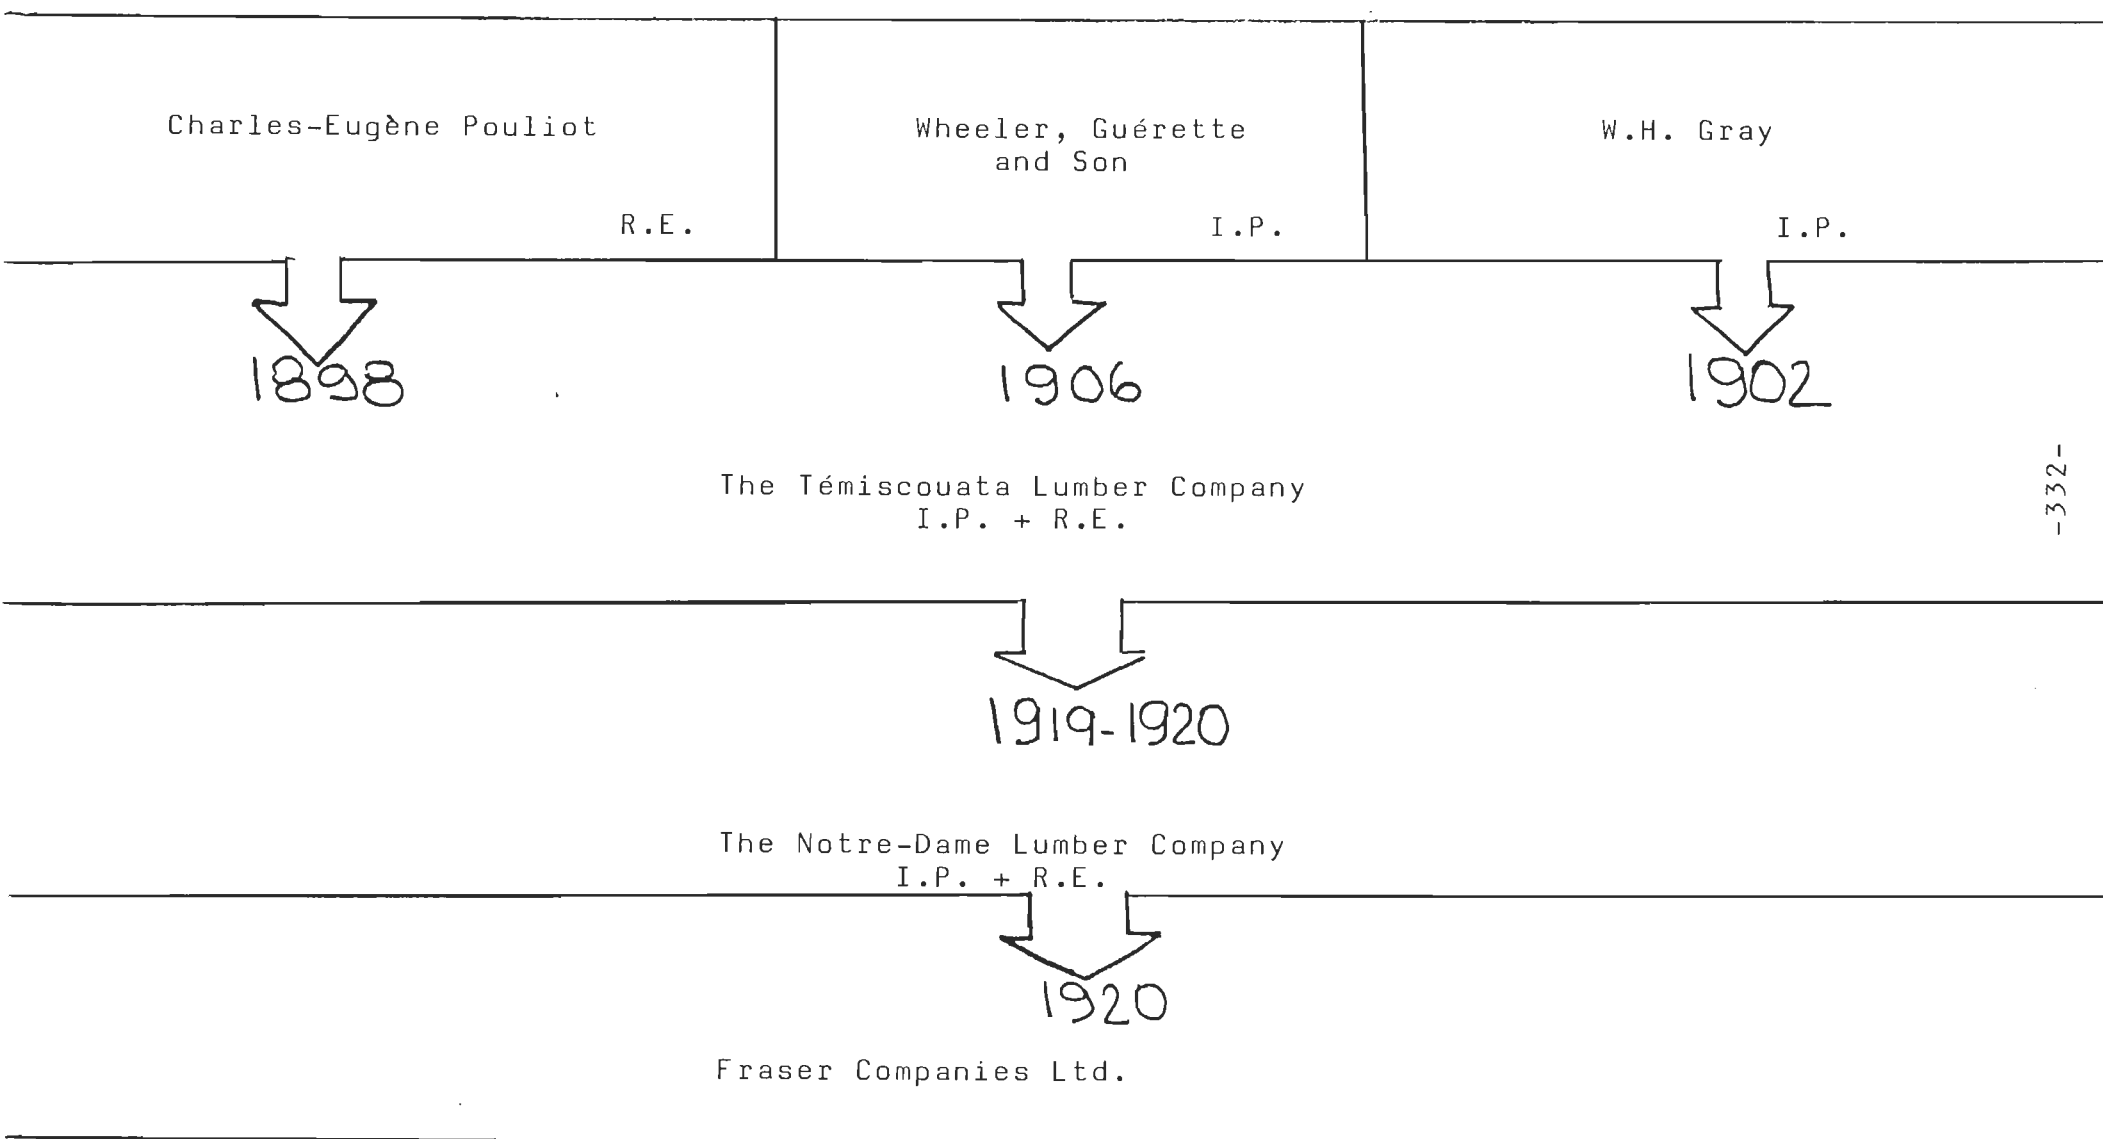 Charles-Eugène Pouliot
R.E.
Wheeler, Guérette
and Son
I.P.
W.H. Gray
I.P.
1898
1906
1902
The Témiscouata Lumber Company
I.P. + R.E.
-332-
1919-1920
The Notre-Dame Lumber Company
I.P. + R.E.
1920
Fraser Companies Ltd.